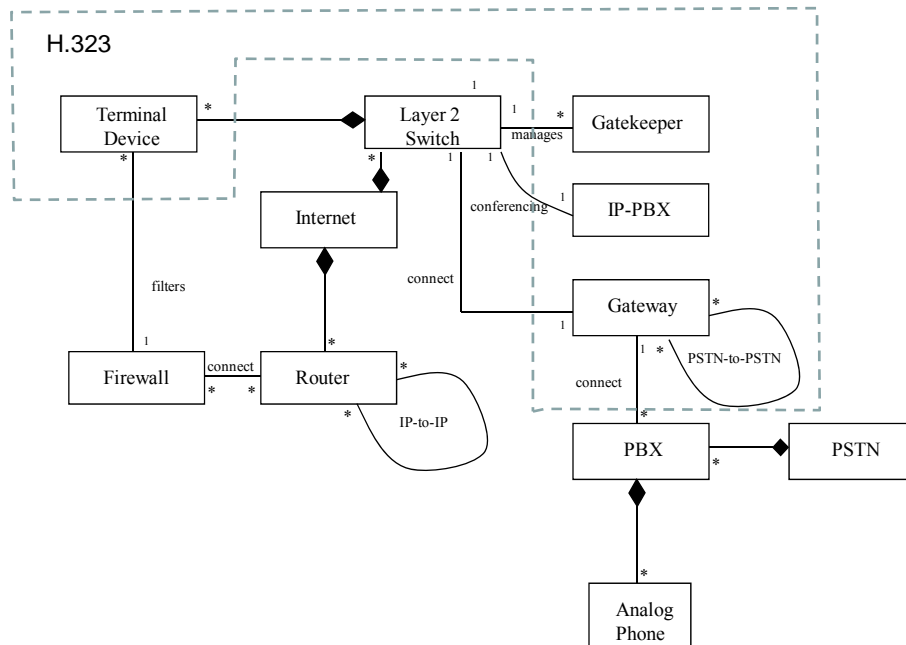 H.323
1
Terminal
Device
*
*
Layer 2
Switch
1
*
manages
Gatekeeper
*
1
1
conferencing
1
IP-PBX
Internet
connect
filters
Gateway
*
1
1
*
PSTN-to-PSTN
connect
1
*
*
Firewall
connect
*
*
Router
*
IP-to-IP
*
PBX
*
PSTN
*
Analog
Phone